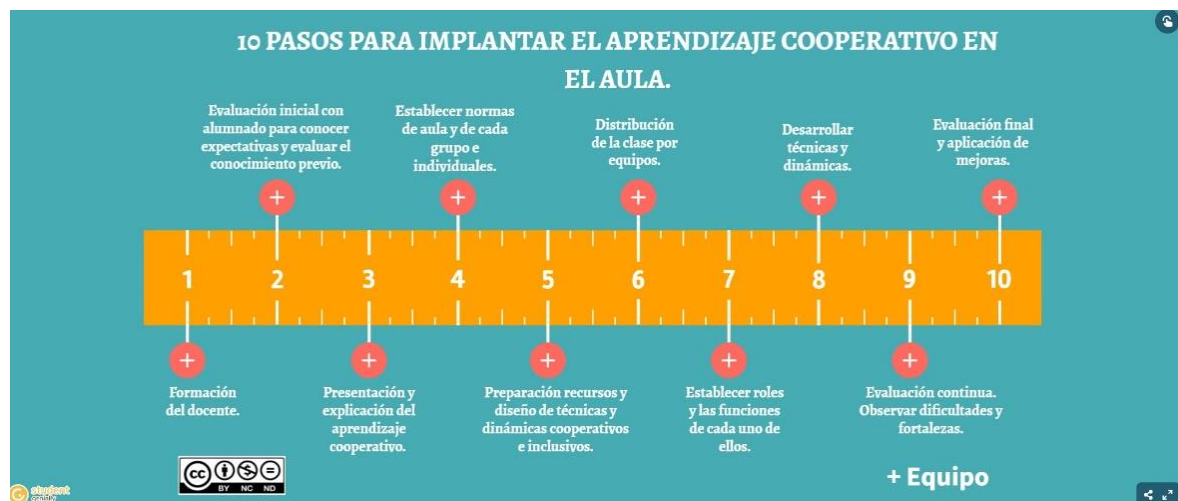 10 PASOS PARA IMPLANTAR EL APRENDIZAJE COOPERATIVO EN
EL AULA.
Evaluación inicial con
alumnado para conocer
expectativas y evaluar el
conocimiento previo.
Establecer normas
de aula y de cada
grupo e
individuales.
Distribución
de la clase por
equipos.
Desarrollar
técnicas y
dinámicas.
Evaluación final
y aplicación de
mejoras.
1 2 3 4 5 6 7 8 9 10
Formación
del docente.
Presentación y
explicación del
aprendizaje
cooperativo.
Preparación recursos y
diseño de técnicas y
dinámicas cooperativos
e inclusivos.
Establecer roles
y las funciones
de cada uno de
ellos.
Evaluación continua.
Observar dificultades y
fortalezas.
cc
BY NC ND
+ Equipo
student
genially